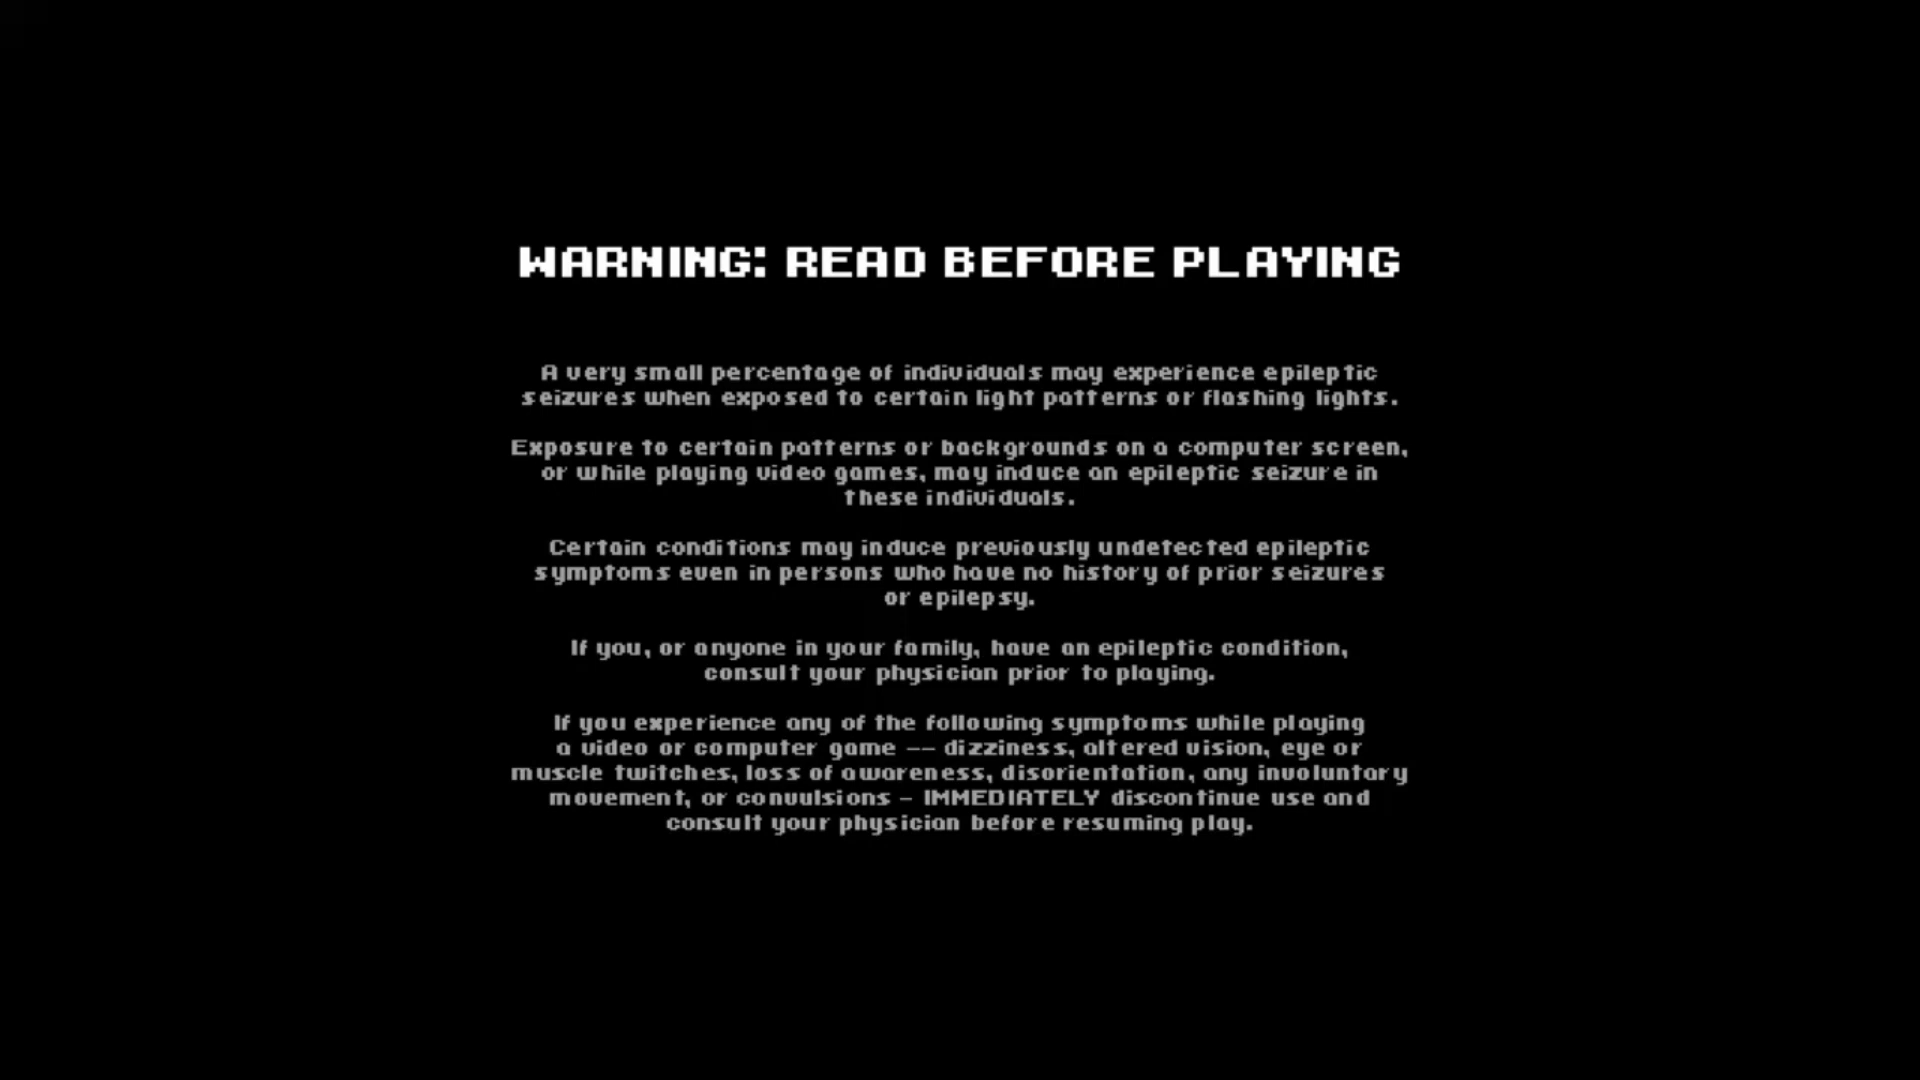 WARNING: READ BEFORE PLAYING
A very small percentage of individuals may experience epileptic
seizures when exposed to certain light patterns or flashing lights.
Exposure to certain patterns or backgrounds on a computer screen,
or while playing video games, may induce an epileptic seizure in
these individuals.
Certain conditions may induce previously undetected epileptic
symptoms even in persons who have no history of prior seizures
or epilepsy.
If you, or anyone in your family, have an epileptic condition,
consult your physician prior to playing.
If you experience any of the following symptoms while playing
a video or computer game -- dizziness, altered vision, eye or
muscle twitches, loss of awareness, disorientation, any involuntary
movement, or convulsions - IMMEDIATELY discontinue use and
consult your physician before resuming play.